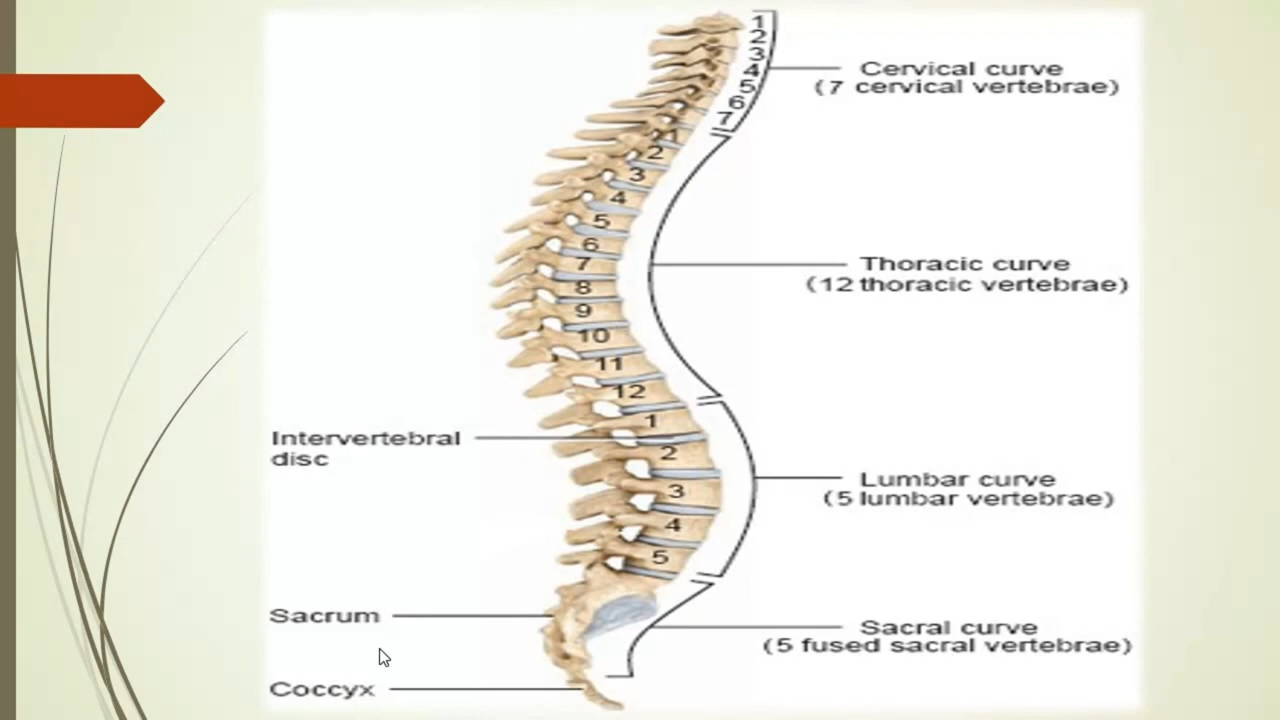 1
2
3
4
5
6
7
Cervical curve
(7 cervical vertebrae)
1
2
3
4
5
6
7
8
9
10
11
12
Thoracic curve
(12 thoracic vertebrae)
1
2
3
4
5
Intervertebral
disc
Lumbar curve
(5 lumbar vertebrae)
Sacrum
Sacral curve
(5 fused sacral vertebrae)
Coccyx